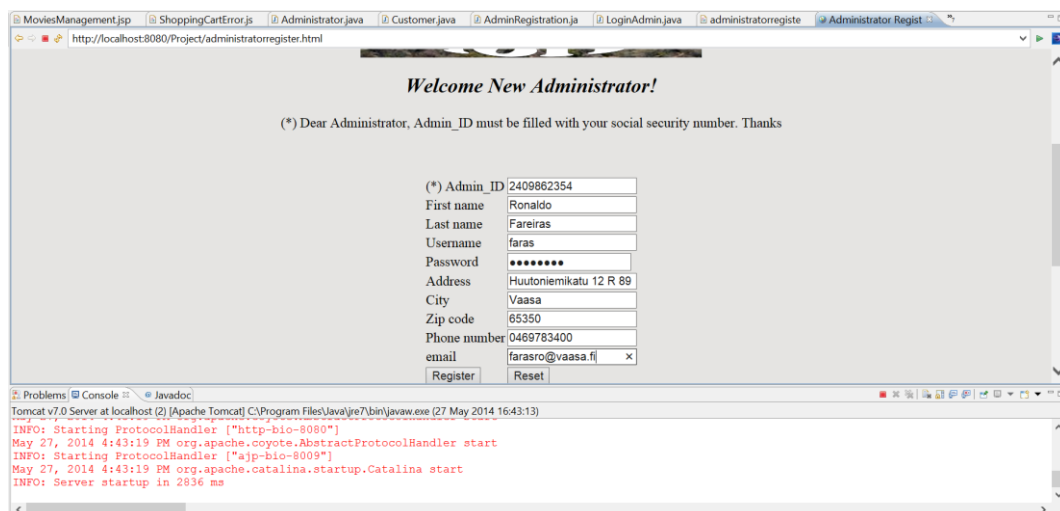 MoviesManagement.jsp ShoppingCartError.js Administrator.java Customer.java AdminRegistration.ja LoginAdmin.java administratorregiste Administrator Regist
http://localhost:8080/Project/administratorregister.html
Welcome New Administrator!
(*) Dear Administrator, Admin_ID must be filled with your social security number. Thanks
(*) Admin_ID 2409862354
First name Ronaldo
Last name Fareiras
Username faras
Password ●●●●●●●●
Address Huutoniemikatu 12 R 89
City Vaasa
Zip code 65350
Phone number 0469783400
email farasro@vaasa.fi ×
Register Reset
Problems Console Javadoc
Tomcat v7.0 Server at localhost (2) [Apache Tomcat] C:\Program Files\Java\jre7\bin\javaw.exe (27 May 2014 16:43:13)
INFO: Starting ProtocolHandler ["http-bio-8080"]
May 27, 2014 4:43:19 PM org.apache.coyote.AbstractProtocolHandler start
INFO: Starting ProtocolHandler ["ajp-bio-8009"]
May 27, 2014 4:43:19 PM org.apache.catalina.startup.Catalina start
INFO: Server startup in 2836 ms